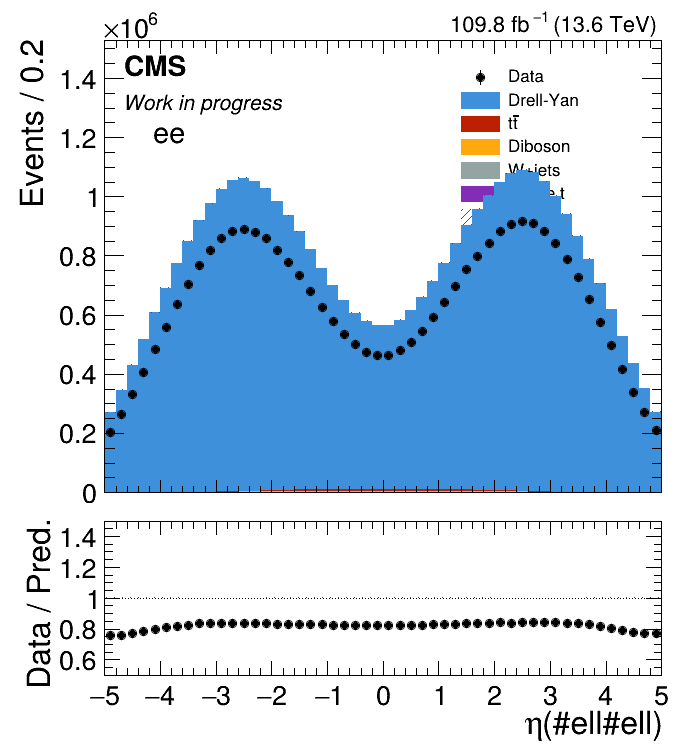 ×10⁶
109.8 fb⁻¹ (13.6 TeV)
CMS
Work in progress
ee
Data
Drell-Yan
tt̄
Diboson
W+jets
t
Events / 0.2
1.4
1.2
1
0.8
0.6
0.4
0.2
0
Data / Pred.
1.4
1.2
1
0.8
0.6
−5 −4 −3 −2 −1 0 1 2 3 4 5
η(#ell#ell)